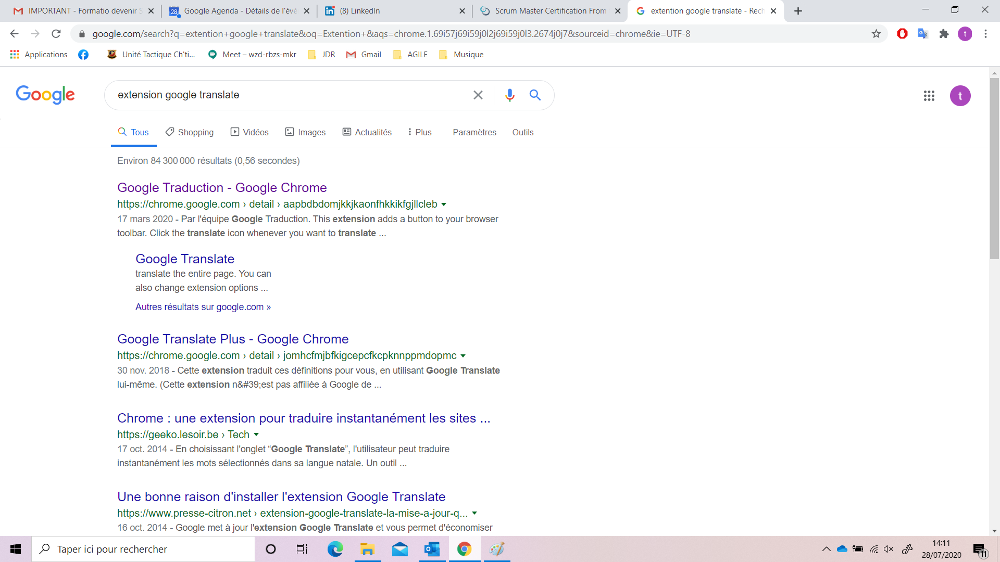 IMPORTANT - Formatio devenir S
28
Google Agenda - Détails de l'évé
in
(8) LinkedIn
Scrum Master Certification From
extention google translate - Rech
google.com/search?q=extention+google+translate&oq=Extention+&aqs=chrome.1.69i57j69i59j0l2j69i59j0l3.2674j0j7&sourceid=chrome&ie=UTF-8
t
Applications
Unité Tactique Ch'ti...
Meet – wzd-rbzs-mkr
JDR
Gmail
AGILE
Musique
Google
extension google translate
t
Tous
Shopping
Vidéos
Images
Actualités
Plus
Paramètres
Outils
Environ 84 300 000 résultats (0,56 secondes)
Google Traduction - Google Chrome
https://chrome.google.com › detail › aapbdbdomjkkjkaonfhkkikfgjllcleb
17 mars 2020 - Par l'équipe Google Traduction. This extension adds a button to your browser
toolbar. Click the translate icon whenever you want to translate ...
Google Translate
translate the entire page. You can
also change extension options ...
Autres résultats sur google.com »
Google Translate Plus - Google Chrome
https://chrome.google.com › detail › jomhcfmjbfkigcepcfkcpknnppmdopmc
30 nov. 2018 - Cette extension traduit ces définitions pour vous, en utilisant Google Translate
lui-même. (Cette extension n&#39;est pas affiliée à Google de ...
Chrome : une extension pour traduire instantanément les sites ...
https://geeko.lesoir.be › Tech
17 oct. 2014 - En choisissant l'onglet “Google Translate”, l'utilisateur peut traduire
instantanément les mots sélectionnés dans sa langue natale. Un outil ...
Une bonne raison d'installer l'extension Google Translate
https://www.presse-citron.net › extension-google-translate-la-mise-a-jour-q...
16 oct. 2014 - Google met à jour l'extension Google Translate et vous permet d'économiser
Taper ici pour rechercher
14:11
28/07/2020
11